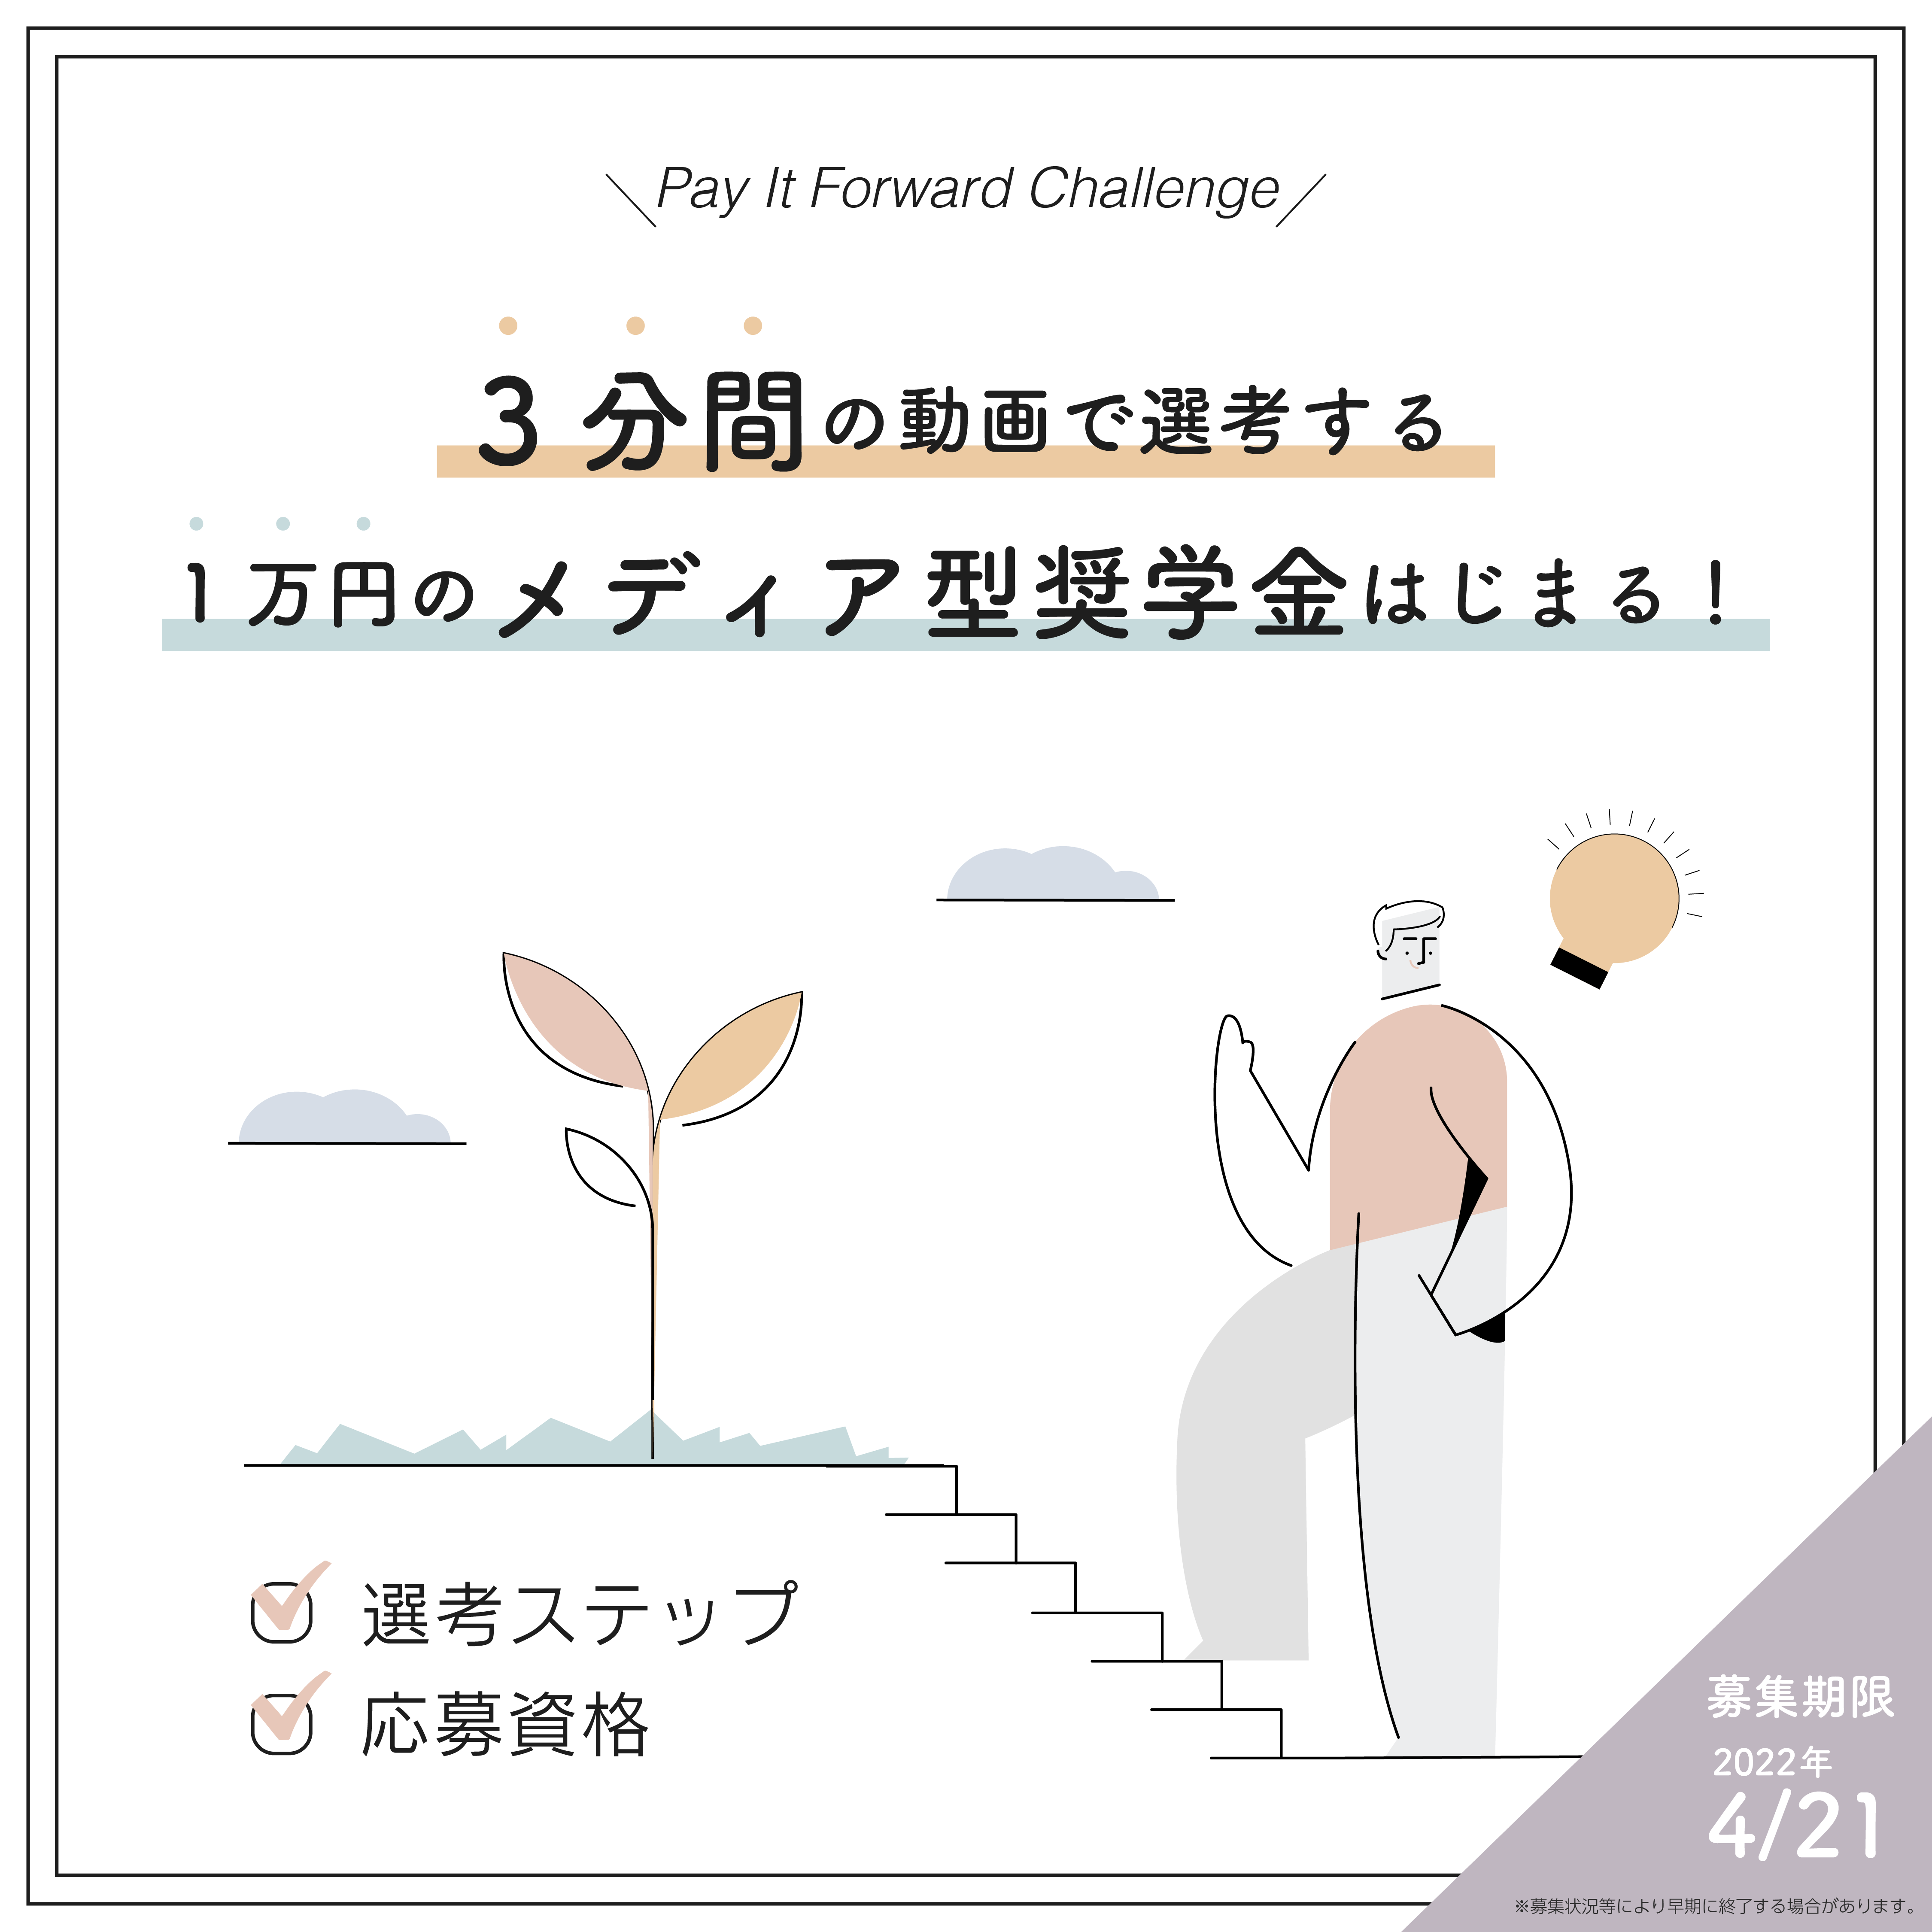 \Pay It Forward Challenge/
3分間の動画で選考する
1万円のメディア型奨学金はじまる！
選考ステップ
応募資格
募集期限
2022年
4/21
※募集状況等により早期に終了する場合があります。